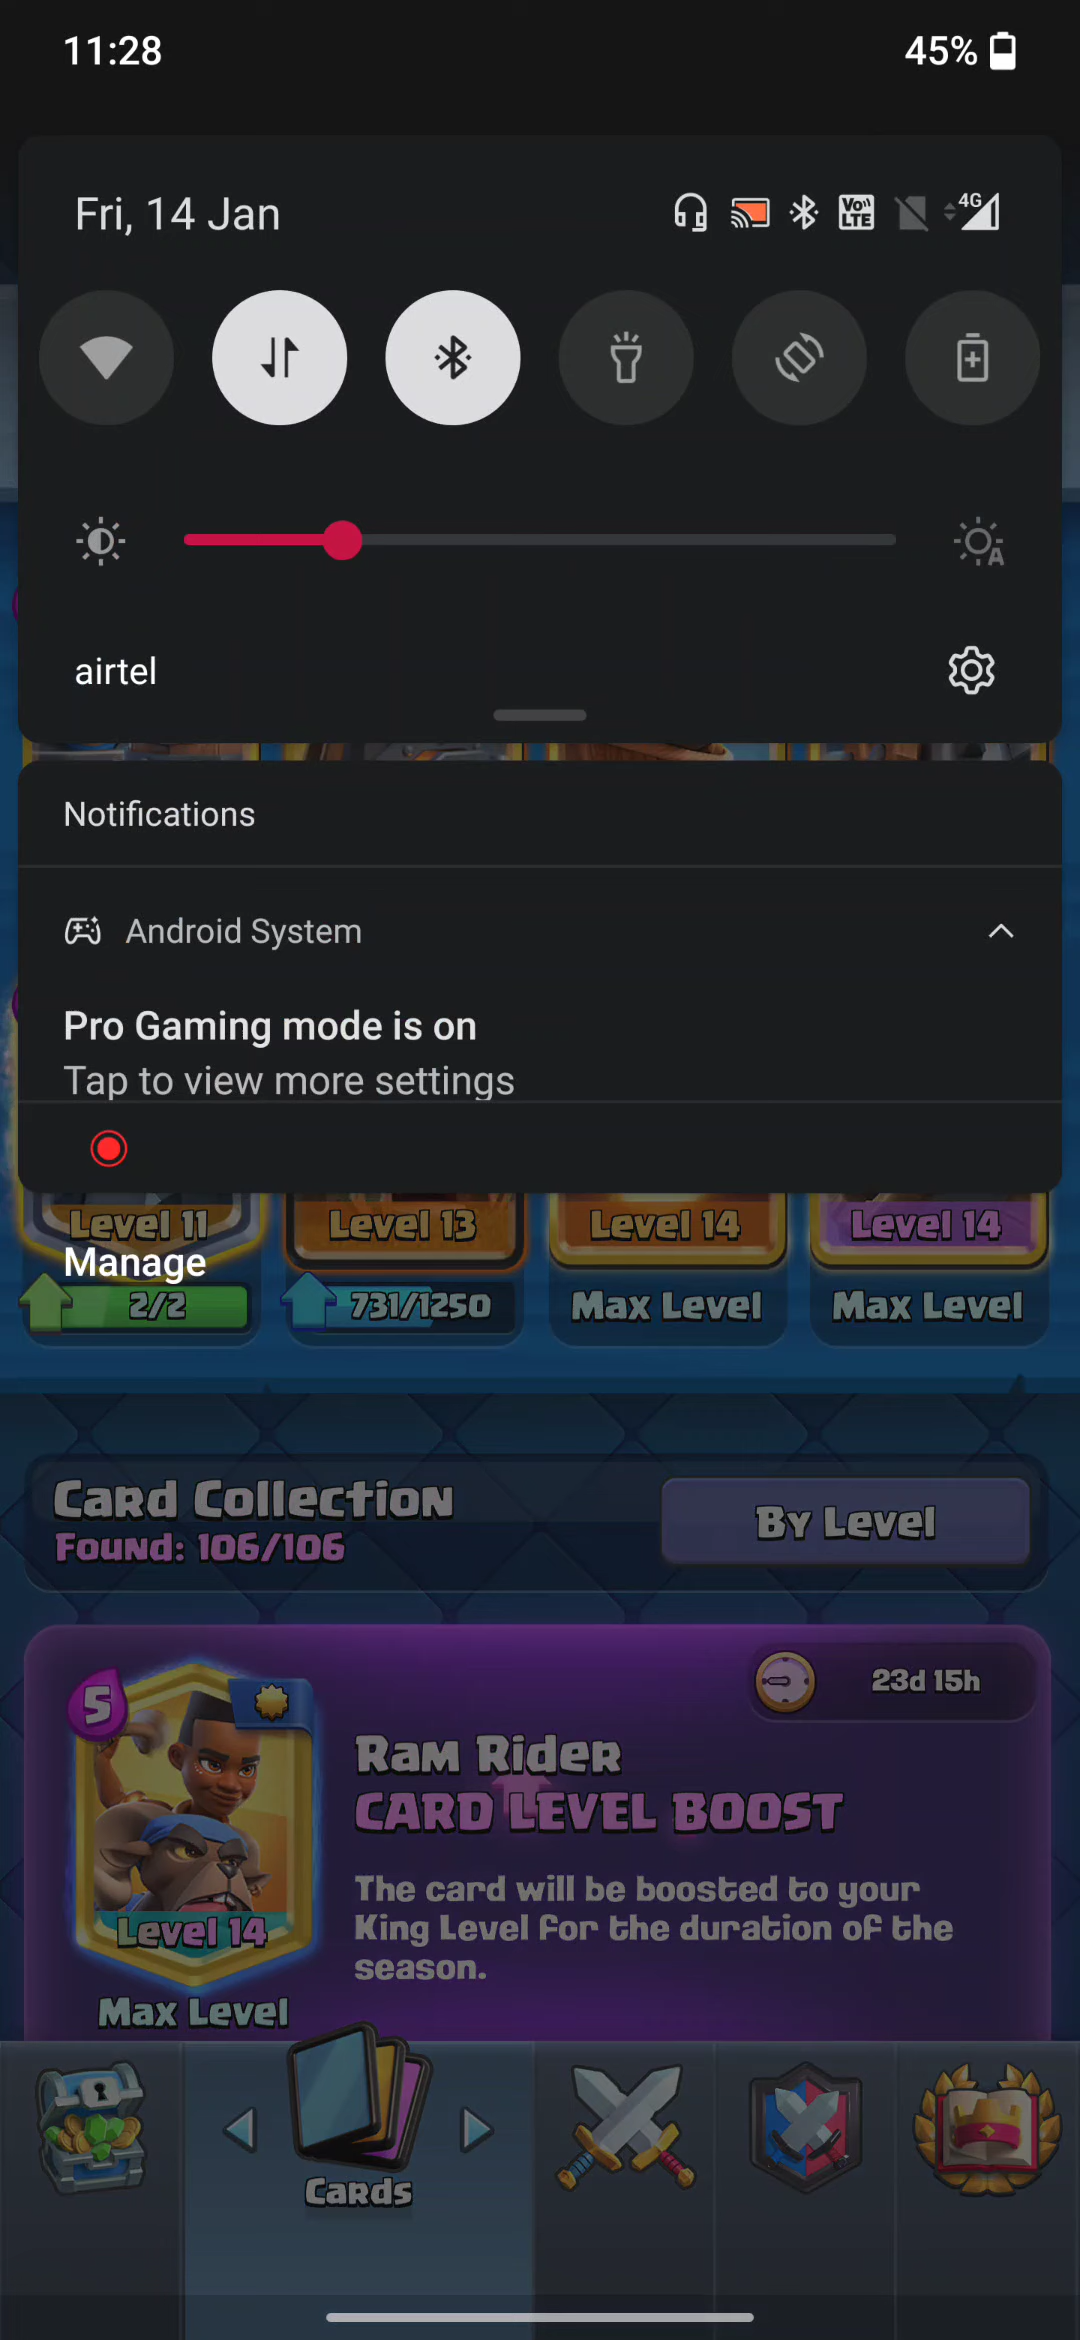 11:28
45%
Fri, 14 Jan
Vo LTE
4G
A
airtel
Notifications
Android System
Pro Gaming mode is on
Tap to view more settings
Level 11
Level 13
Level 14
Level 14
Manage
2/2
731/1250
Max Level
Max Level
Card Collection
Found: 106/106
By Level
5
23d 15h
Ram Rider
CARD LEVEL BOOST
The card will be boosted to your
King Level for the duration of the
season.
Level 14
Max Level
Cards